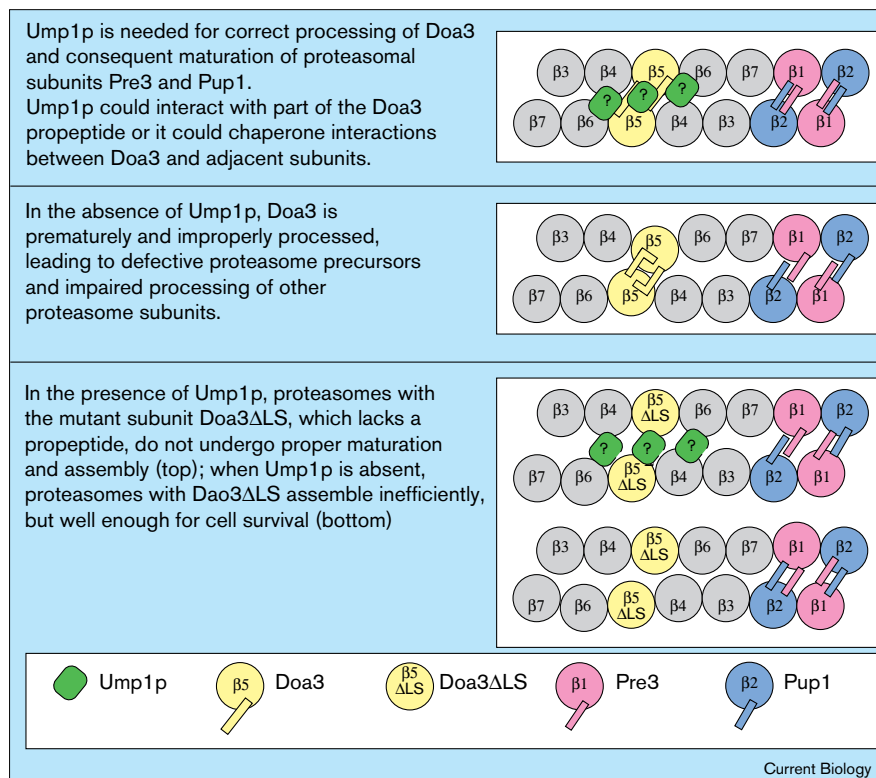 Ump1p is needed for correct processing of Doa3
and consequent maturation of proteasomal
subunits Pre3 and Pup1.
Ump1p could interact with part of the Doa3
propeptide or it could chaperone interactions
between Doa3 and adjacent subunits.
β3 β4 β5 β6 β7 β1 β2
? ? ?
β7 β6 β5 β4 β3 β2 β1
In the absence of Ump1p, Doa3 is
prematurely and improperly processed,
leading to defective proteasome precursors
and impaired processing of other
proteasome subunits.
β3 β4 β5 β6 β7 β1 β2
β7 β6 β5 β4 β3 β2 β1
In the presence of Ump1p, proteasomes with
the mutant subunit Doa3ΔLS, which lacks a
propeptide, do not undergo proper maturation
and assembly (top); when Ump1p is absent,
proteasomes with Dao3ΔLS assemble inefficiently,
but well enough for cell survival (bottom)
β3 β4 β5 ΔLS β6 β7 β1 β2
? ? ?
β7 β6 β5 ΔLS β4 β3 β2 β1
β3 β4 β5 ΔLS β6 β7 β1 β2
β7 β6 β5 ΔLS β4 β3 β2 β1
Ump1p β5 Doa3 β5 ΔLS Doa3ΔLS β1 Pre3 β2 Pup1
Current Biology